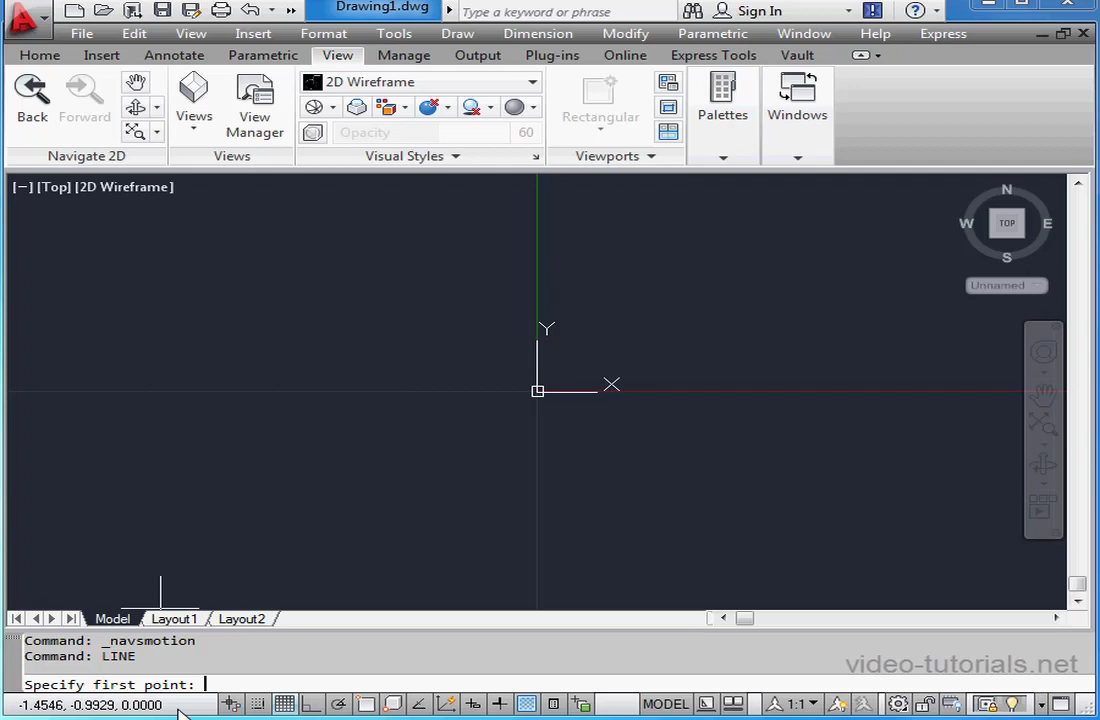 Drawing1.dwg
Type a keyword or phrase
Sign In
File Edit View Insert Format Tools Draw Dimension Modify Parametric Window Help Express
Home Insert Annotate Parametric View Manage Output Plug-ins Online Express Tools Vault
2D Wireframe
Back Forward Views View Manager
Opacity 60
Rectangular
Palettes
Windows
Navigate 2D Views Visual Styles Viewports
[−] [Top] [2D Wireframe]
N
W TOP E
S
Unnamed
Y
X
Model Layout1 Layout2
Command: _navsmotion
Command: LINE
Specify first point:
video-tutorials.net
-1.4546, -0.9929, 0.0000
MODEL
1:1